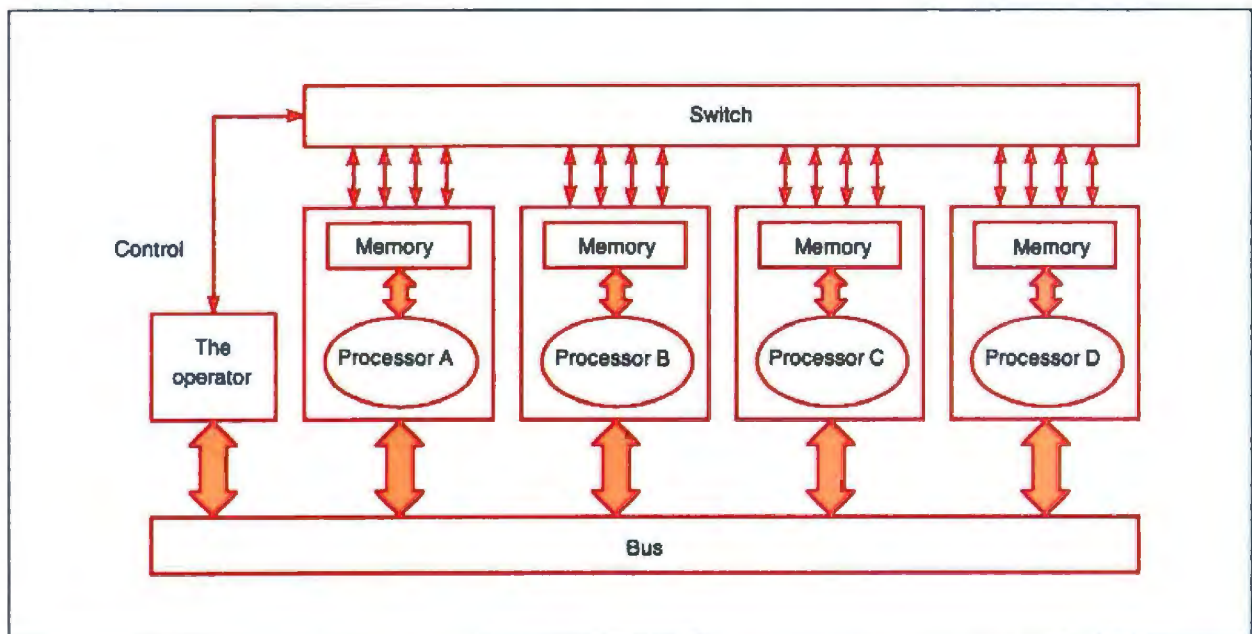 Switch
Control
Memory
Memory
Memory
Memory
The
operator
Processor A
Processor B
Processor C
Processor D
Bus